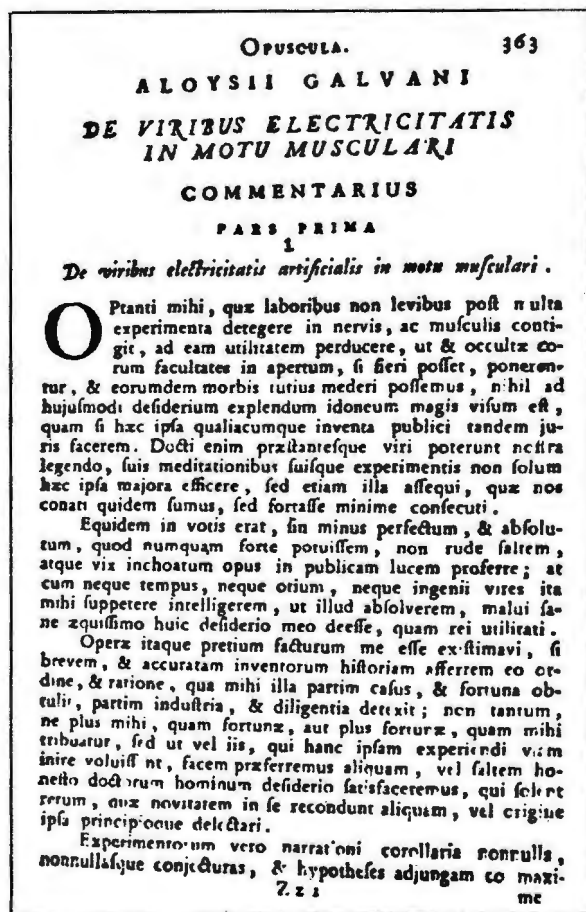 OPUSCULA. 363
ALOYSII GALVANI
DE VIRIBUS ELECTRICITATIS
IN MOTU MUSCULARI
COMMENTARIUS
PARS PRIMA
1
De viribus electricitatis artificialis in motu muſculari .
OPtanti mihi, quæ laboribus non levibus poſt multa
experimenta detegere in nervis, ac muſculis conti-
git, ad eam utilitatem perducere, ut & occultæ eo-
rum facultates in apertum, ſi fieri poſſet, poneren-
tur, & eorumdem morbis tutius mederi poſſemus, nihil ad
hujuſmodi deſiderium explendum idoneum magis viſum eſt,
quam ſi hæc ipſa qualiacumque inventa publici tandem ju-
ris facerem. Docti enim præſtanteſque viri poterunt noſtra
legendo, ſuis meditationibus ſuiſque experimentis non ſolum
hæc ipſa majora efficere, ſed etiam illa aſſequi, quæ nos
conati quidem ſumus, ſed fortaſſe minime conſecuti.
Equidem in votis erat, ſin minus perfectum, & abſolu-
tum, quod numquam forte potuiſſem, non rude ſaltem,
atque vix inchoatum opus in publicam lucem proferre; at
cum neque tempus, neque otium, neque ingenii vires ita
mihi ſuppetere intelligerem, ut illud abſolverem, malui ſa-
ne æquiſſimo huic deſiderio meo deeſſe, quam rei utilitati.
Operæ itaque pretium facturum me eſſe exiſtimavi, ſi
brevem, & accuratam inventorum hiſtoriam afferrem eo or-
dine, & ratione, qua mihi illa partim caſus, & fortuna ob-
tulit, partim induſtria, & diligentia detexit; non tantum,
ne plus mihi, quam fortunæ, aut plus fortunæ, quam mihi
tribuatur, ſed ut vel iis, qui hanc ipſam experiendi viam
inire voluiſſent, facem præferremus aliquam, vel ſaltem ho-
neſto doctorum hominum deſiderio ſatisfaceremus, qui ſolent
rerum, quæ novitatem in ſe recondunt aliquam, vel origine
ipſa principioque delectari.
Experimentorum vero narrationi corollaria nonnulla,
nonnullaſque conjecturas, & hypotheſes adjungam eo maxi-
Z z 2
me